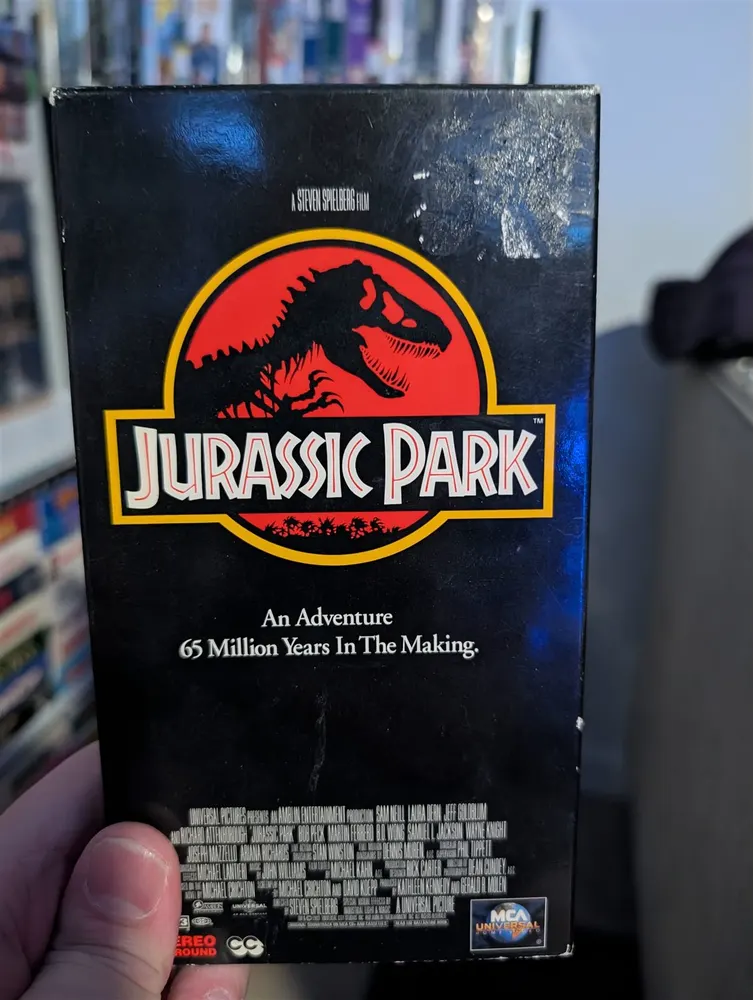 A STEVEN SPIELBERG FILM
JURASSIC PARK
TM
An Adventure
65 Million Years In The Making.
UNIVERSAL PICTURES PRESENTS AN AMBLIN ENTERTAINMENT PRODUCTION SAM NEILL LAURA DERN JEFF GOLDBLUM
RICHARD ATTENBOROUGH "JURASSIC PARK" BOB PECK MARTIN FERRERO B.D. WONG SAMUEL L. JACKSON WAYNE KNIGHT
JOSEPH MAZZELLO ARIANA RICHARDS STAN WINSTON DENNIS MUREN PHIL TIPPETT
MICHAEL LANTIERI JOHN WILLIAMS MICHAEL KAHN RICK CARTER DEAN CUNDEY
MICHAEL CRICHTON MICHAEL CRICHTON AND DAVID KOEPP KATHLEEN KENNEDY AND GERALD R. MOLEN
STEVEN SPIELBERG A UNIVERSAL PICTURE
EREO
ROUND
CC
MCA
UNIVERSAL